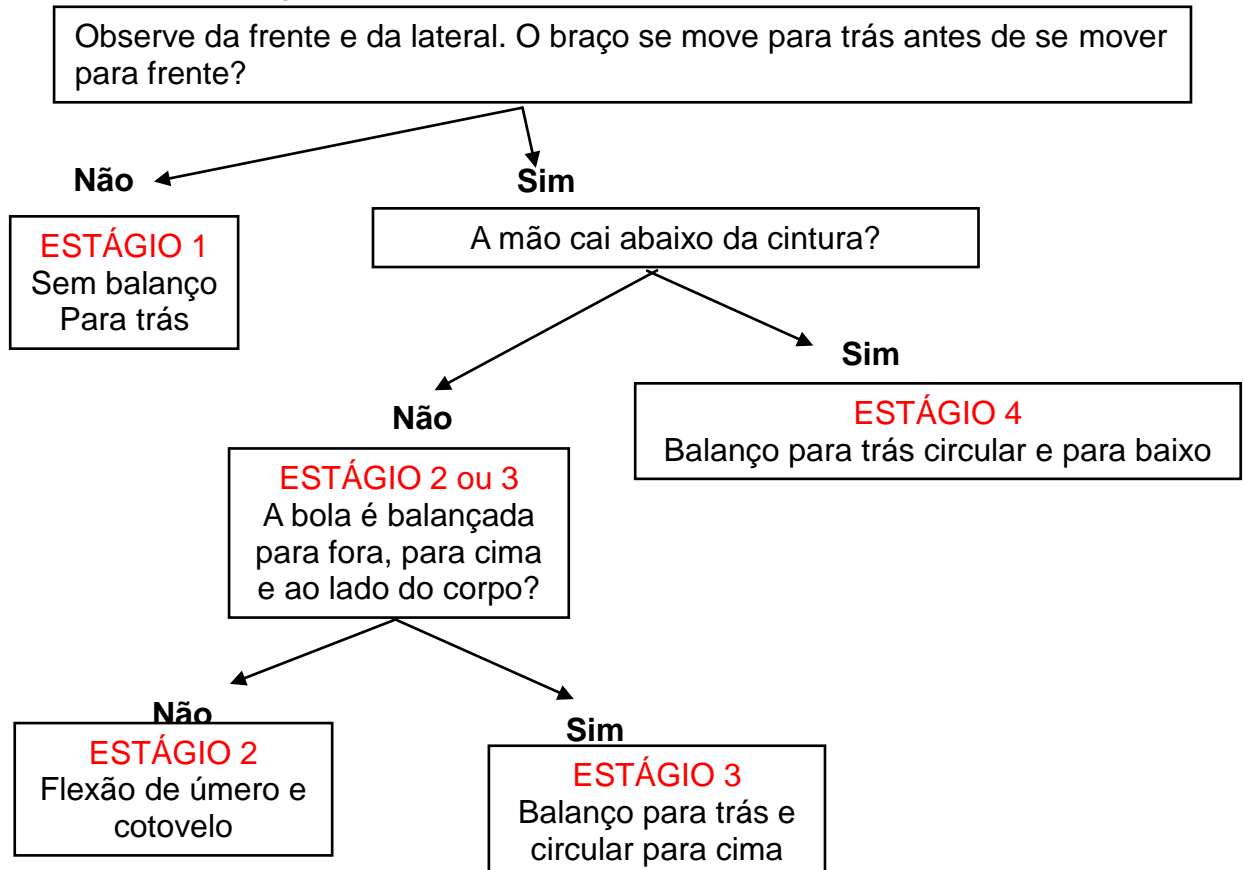 Observe da frente e da lateral. O braço se move para trás antes de se mover
para frente?
Não
Sim
ESTÁGIO 1
Sem balanço
Para trás
A mão cai abaixo da cintura?
Sim
Não
ESTÁGIO 4
Balanço para trás circular e para baixo
ESTÁGIO 2 ou 3
A bola é balançada
para fora, para cima
e ao lado do corpo?
Não
Sim
ESTÁGIO 2
Flexão de úmero e
cotovelo
ESTÁGIO 3
Balanço para trás e
circular para cima